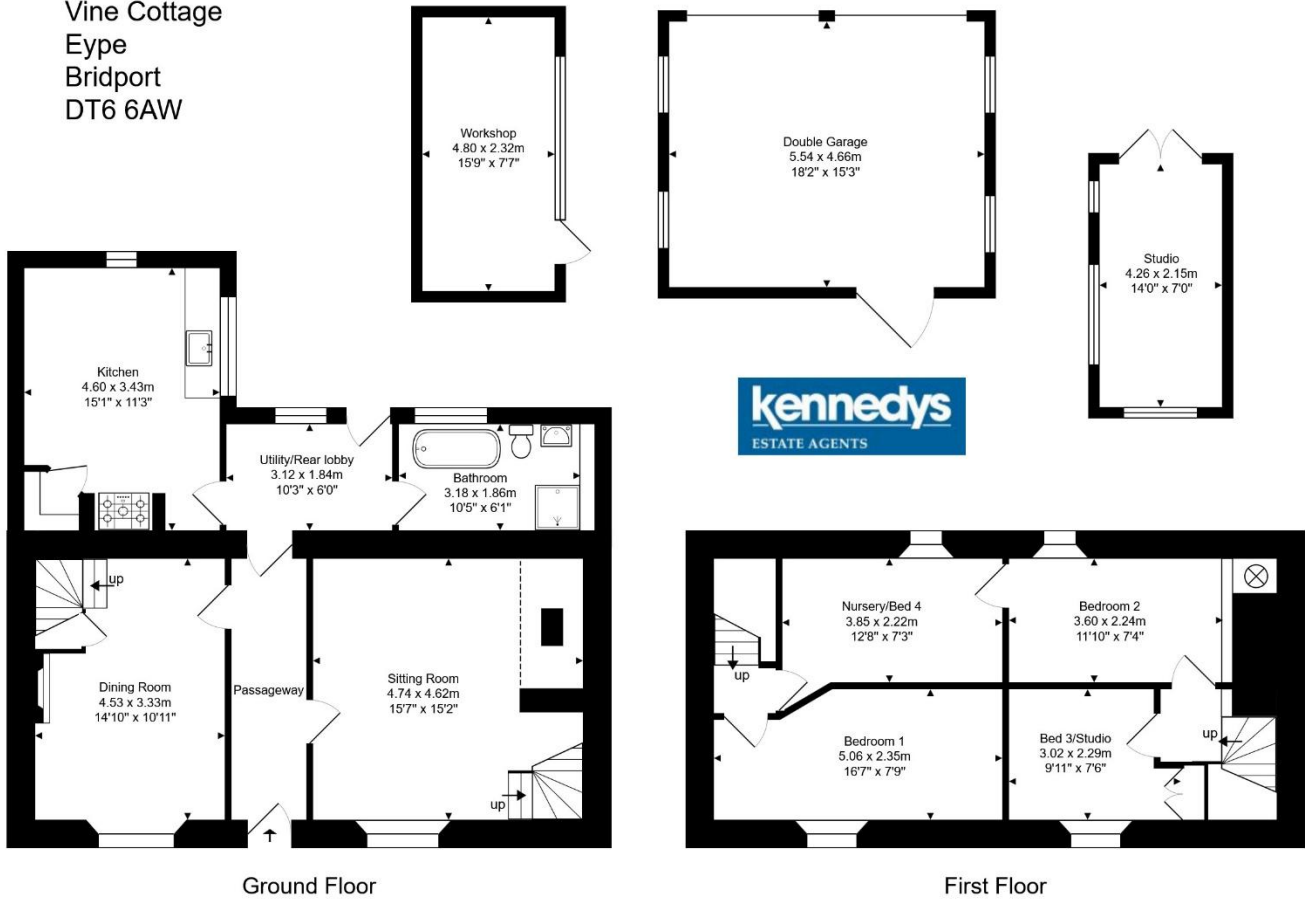 Vine Cottage
Eype
Bridport
DT6 6AW
Workshop
4.80 x 2.32m
15'9" x 7'7"
Double Garage
5.54 x 4.66m
18'2" x 15'3"
Studio
4.26 x 2.15m
14'0" x 7'0"
kennedys
ESTATE AGENTS
Kitchen
4.60 x 3.43m
15'1" x 11'3"
Utility/Rear lobby
3.12 x 1.84m
10'3" x 6'0"
Bathroom
3.18 x 1.86m
10'5" x 6'1"
up
Dining Room
4.53 x 3.33m
14'10" x 10'11"
Passageway
Sitting Room
4.74 x 4.62m
15'7" x 15'2"
up
Ground Floor
Nursery/Bed 4
3.85 x 2.22m
12'8" x 7'3"
Bedroom 2
3.60 x 2.24m
11'10" x 7'4"
up
Bedroom 1
5.06 x 2.35m
16'7" x 7'9"
Bed 3/Studio
3.02 x 2.29m
9'11" x 7'6"
up
First Floor